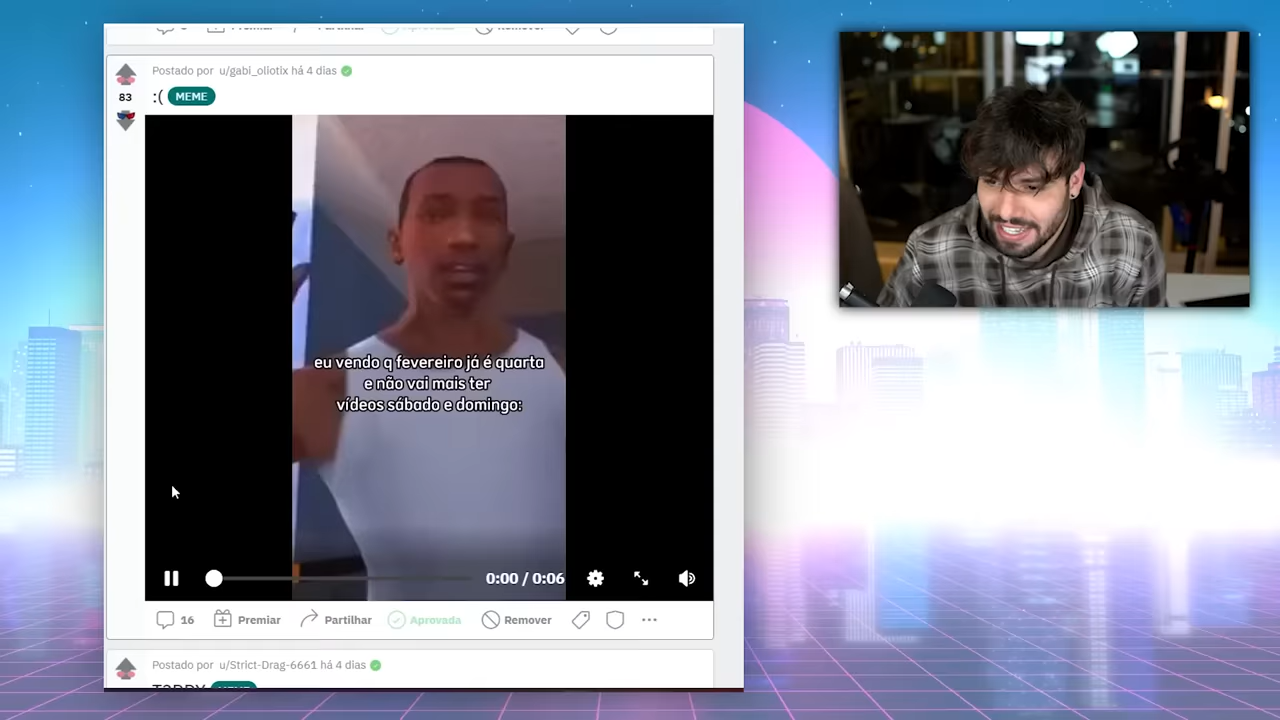 Postado por u/gabi_oliotix há 4 dias
83
:( MEME
eu vendo q fevereiro já é quarta
e não vai mais ter
vídeos sábado e domingo:
0:00 / 0:06
16 Premiar Partilhar Aprovada Remover ...
Postado por u/Strict-Drag-6661 há 4 dias